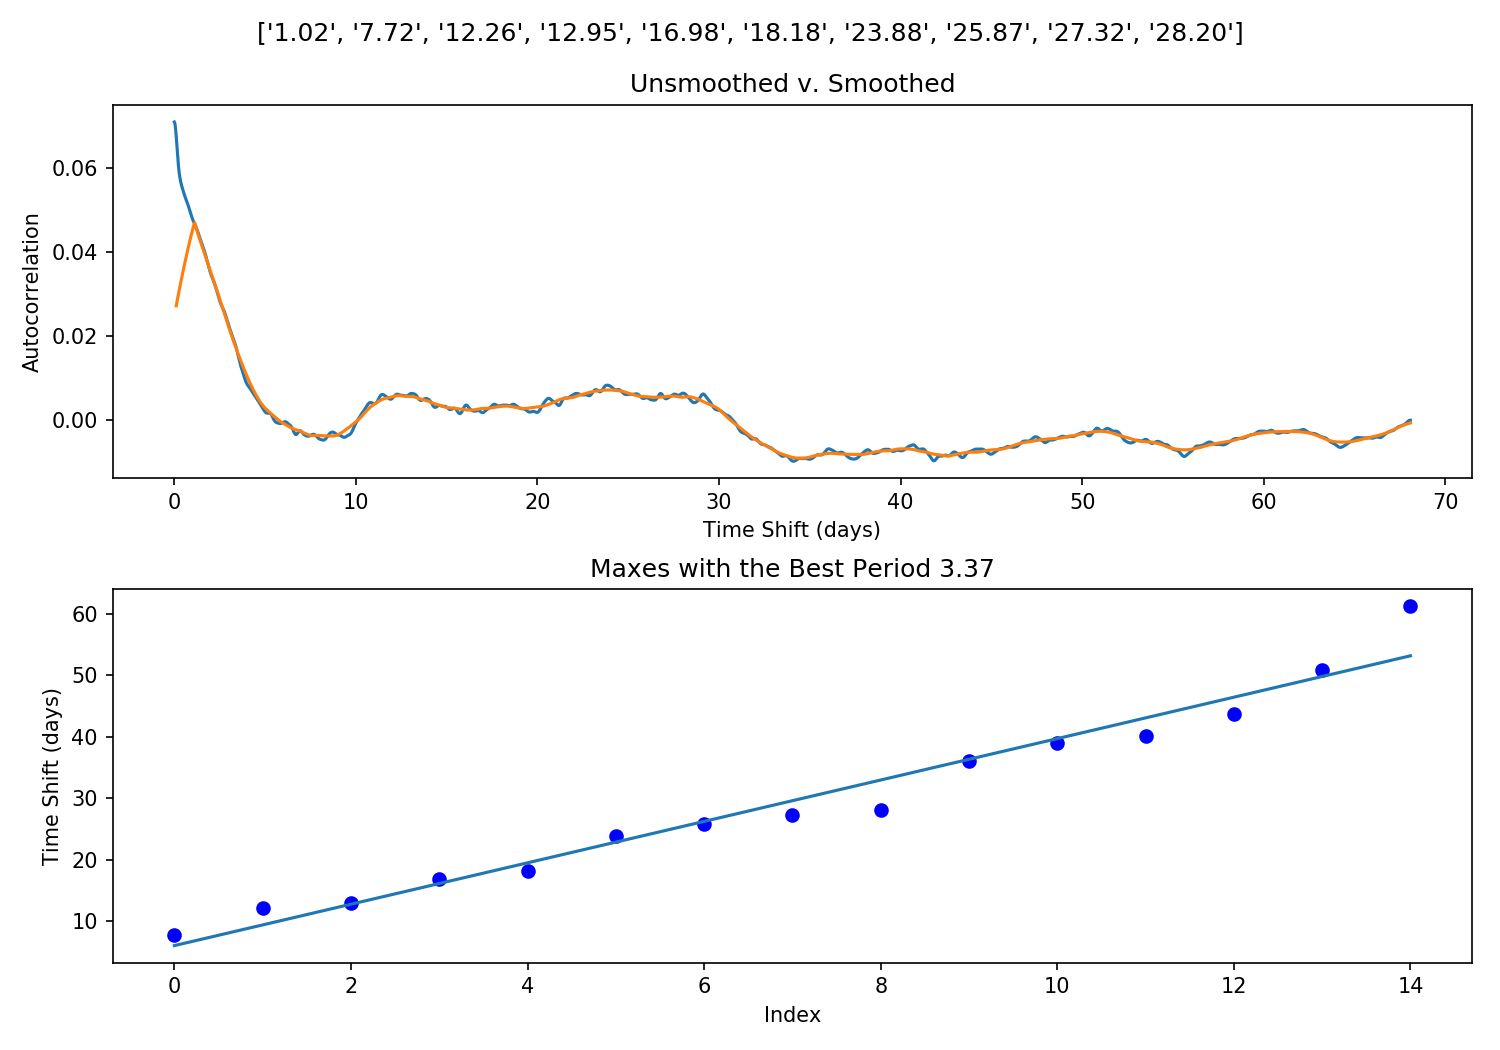 ['1.02', '7.72', '12.26', '12.95', '16.98', '18.18', '23.88', '25.87', '27.32', '28.20']
Unsmoothed v. Smoothed
Autocorrelation
0.06
0.04
0.02
0.00
0 10 20 30 40 50 60 70
Time Shift (days)
Maxes with the Best Period 3.37
Time Shift (days)
60
50
40
30
20
10
0 2 4 6 8 10 12 14
Index